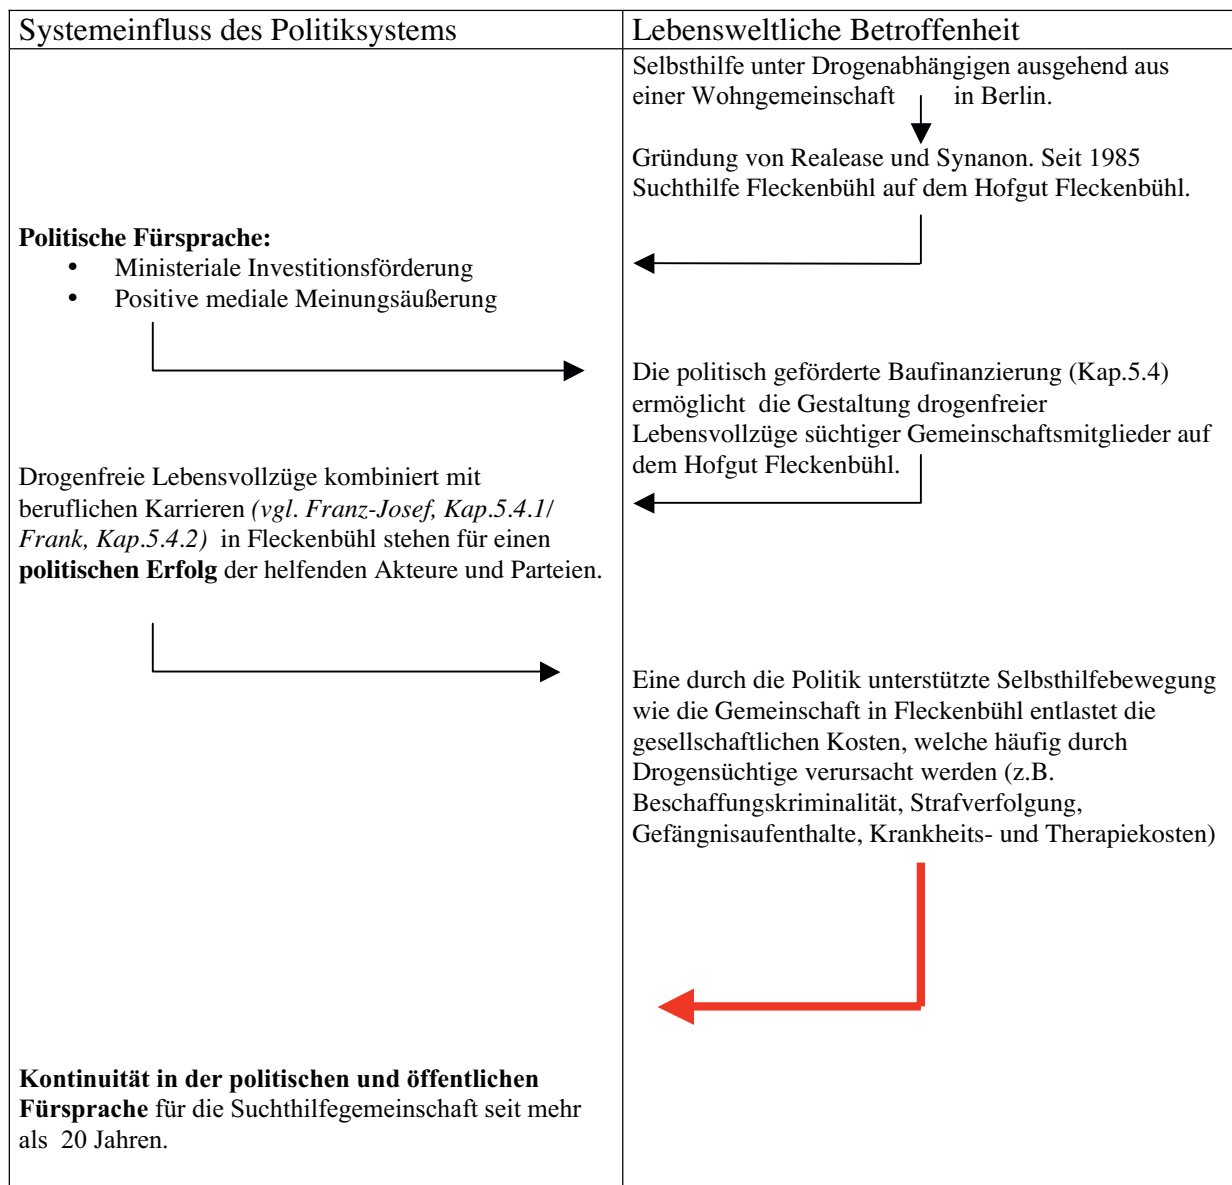 Systemeinfluss des Politiksystems
Lebensweltliche Betroffenheit
Selbsthilfe unter Drogenabhängigen ausgehend aus
einer Wohngemeinschaft in Berlin.
Gründung von Realease und Synanon. Seit 1985
Suchthilfe Fleckenbühl auf dem Hofgut Fleckenbühl.
Politische Fürsprache:
• Ministeriale Investitionsförderung
• Positive mediale Meinungsäußerung
Die politisch geförderte Baufinanzierung (Kap.5.4)
ermöglicht die Gestaltung drogenfreier
Lebensvollzüge süchtiger Gemeinschaftsmitglieder auf
dem Hofgut Fleckenbühl.
Drogenfreie Lebensvollzüge kombiniert mit
beruflichen Karrieren (vgl. Franz-Josef, Kap.5.4.1/
Frank, Kap.5.4.2) in Fleckenbühl stehen für einen
politischen Erfolg der helfenden Akteure und Parteien.
Eine durch die Politik unterstützte Selbsthilfebewegung
wie die Gemeinschaft in Fleckenbühl entlastet die
gesellschaftlichen Kosten, welche häufig durch
Drogensüchtige verursacht werden (z.B.
Beschaffungskriminalität, Strafverfolgung,
Gefängnisaufenthalte, Krankheits- und Therapiekosten)
Kontinuität in der politischen und öffentlichen
Fürsprache für die Suchthilfegemeinschaft seit mehr
als 20 Jahren.